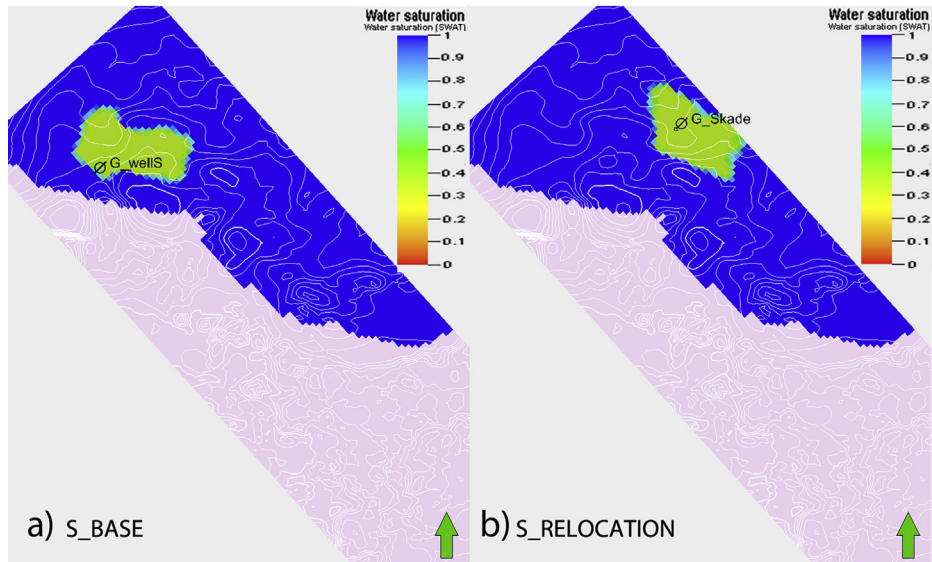 Water saturation
Water saturation (SWAT)
1
0.9
0.8
0.7
0.6
0.5
0.4
0.3
0.2
0.1
0
G_wellS
a) S_BASE
Water saturation
Water saturation (SWAT)
1
0.9
0.8
0.7
0.6
0.5
0.4
0.3
0.2
0.1
0
G_Skade
b) S_RELOCATION